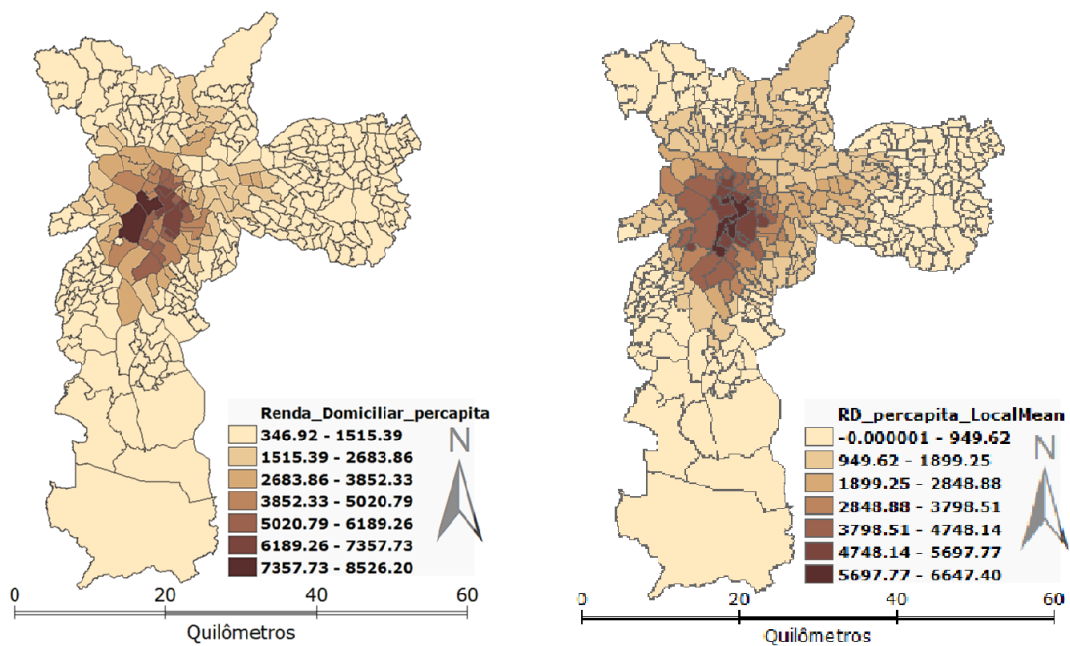 Renda_Domiciliar_percapita
346.92 - 1515.39
1515.39 - 2683.86
2683.86 - 3852.33
3852.33 - 5020.79
5020.79 - 6189.26
6189.26 - 7357.73
7357.73 - 8526.20
N
0 20 40 60
Quilômetros
RD_percapita_LocalMean
-0.000001 - 949.62
949.62 - 1899.25
1899.25 - 2848.88
2848.88 - 3798.51
3798.51 - 4748.14
4748.14 - 5697.77
5697.77 - 6647.40
N
0 20 40 60
Quilômetros